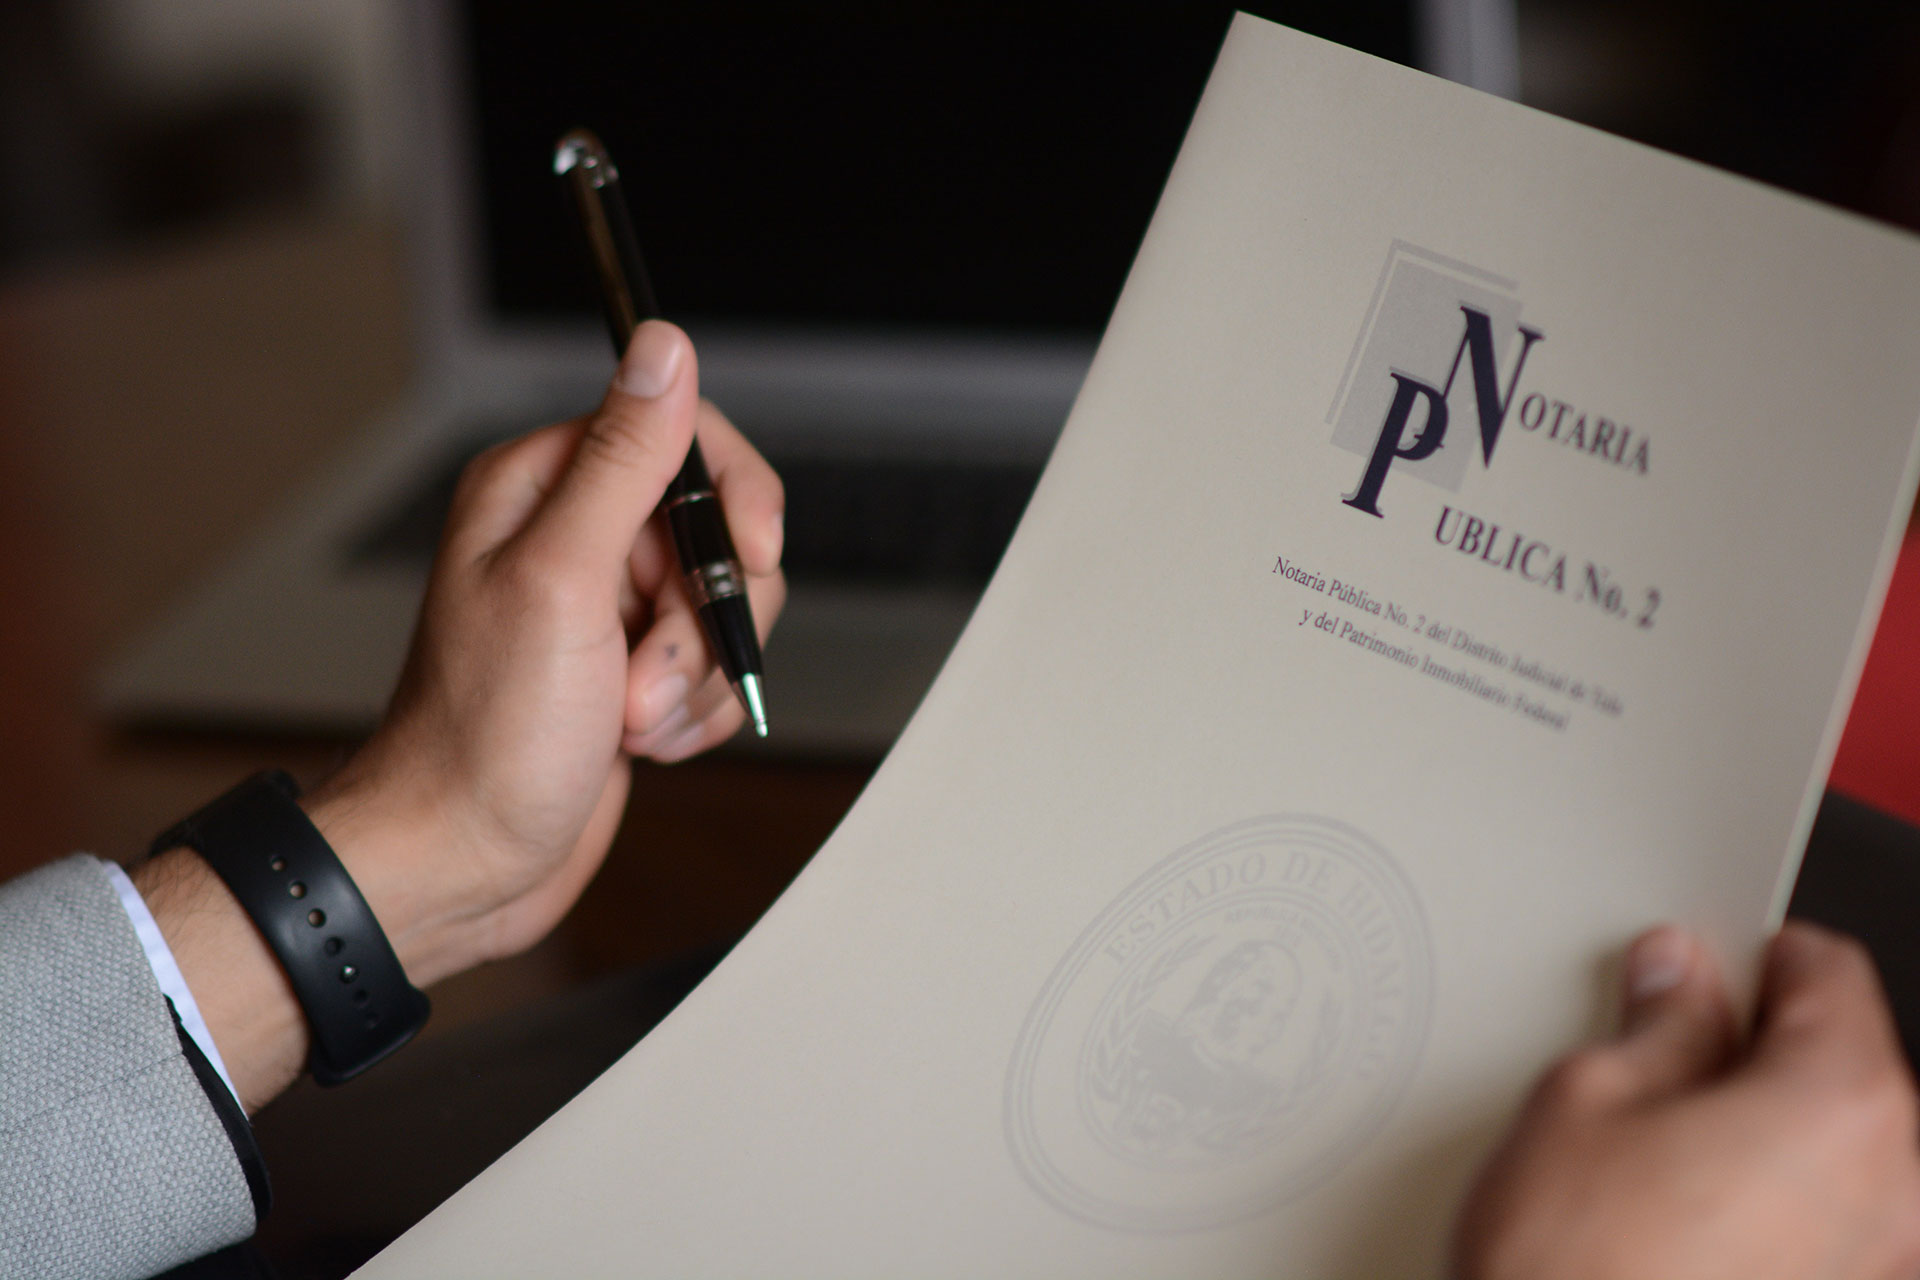 NOTARIA
PUBLICA No. 2
Notaria Pública No. 2 del Distrito Judicial de Tula
y del Patrimonio Inmobiliario Federal
ESTADO DE HIDALGO